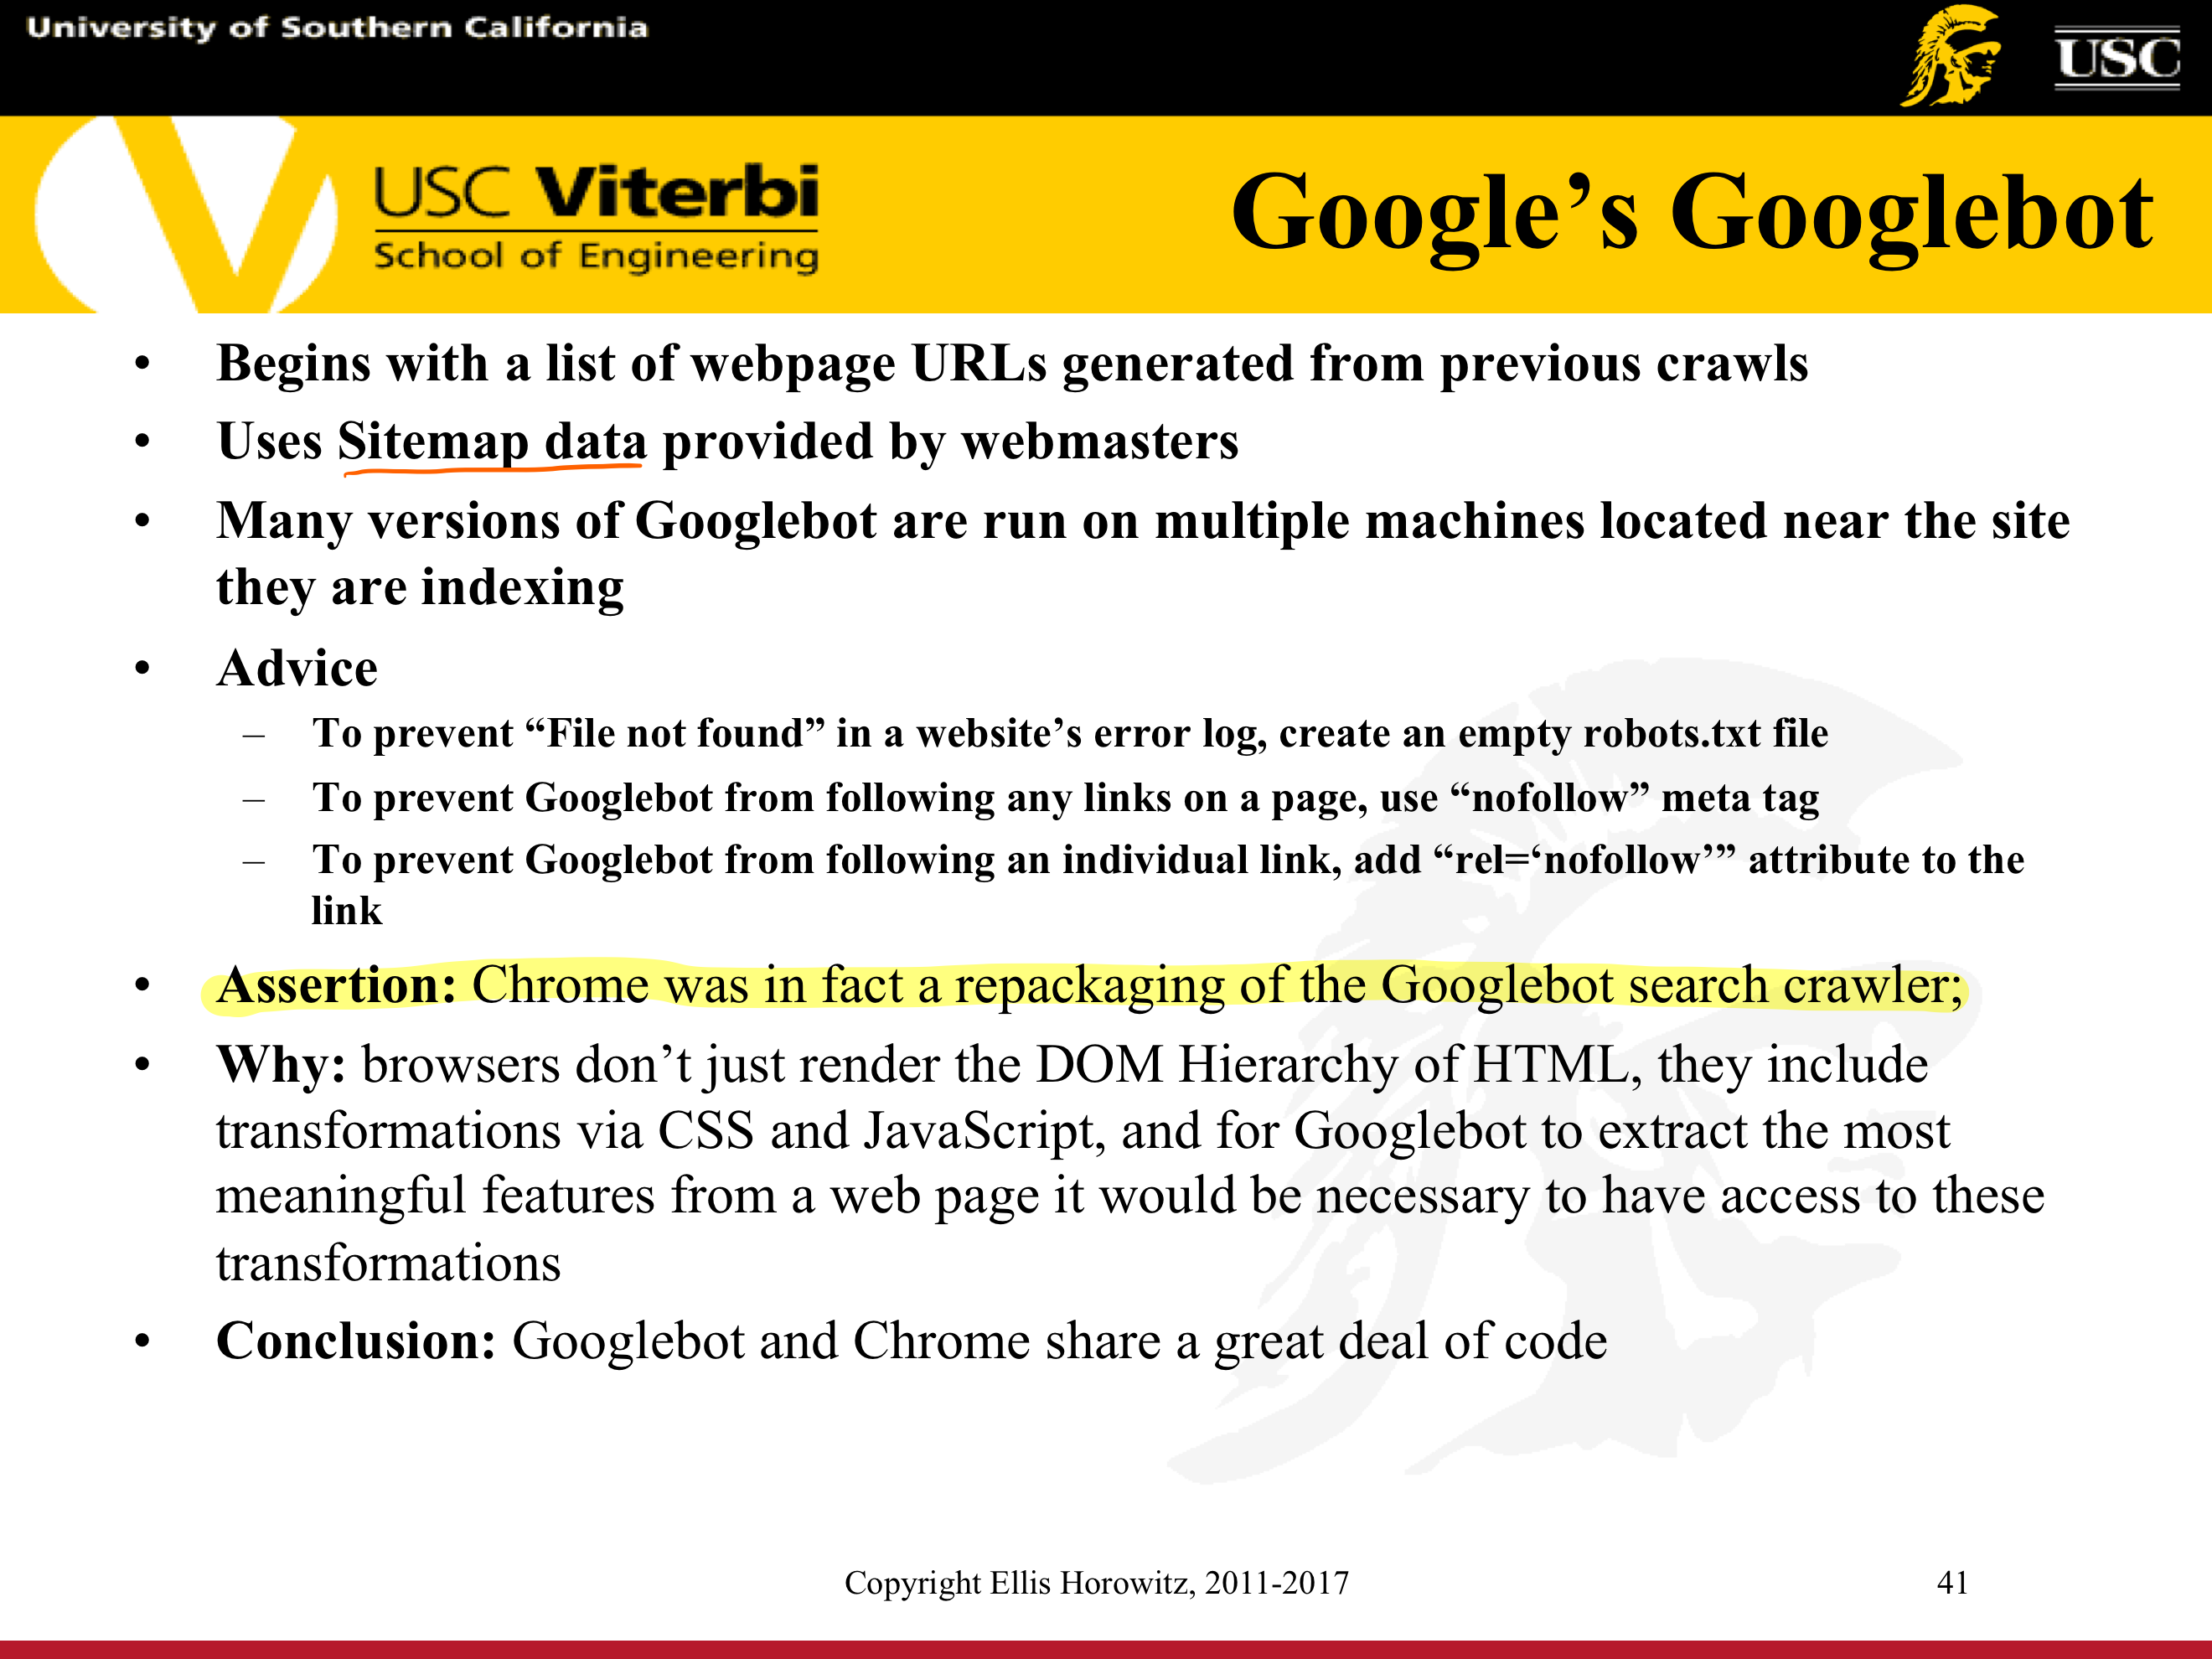 University of Southern California
USC
USC Viterbi
School of Engineering
Google’s Googlebot
• Begins with a list of webpage URLs generated from previous crawls
• Uses Sitemap data provided by webmasters
• Many versions of Googlebot are run on multiple machines located near the site
they are indexing
• Advice
– To prevent “File not found” in a website’s error log, create an empty robots.txt file
– To prevent Googlebot from following any links on a page, use “nofollow” meta tag
– To prevent Googlebot from following an individual link, add “rel=‘nofollow’” attribute to the
link
• Assertion: Chrome was in fact a repackaging of the Googlebot search crawler;
• Why: browsers don’t just render the DOM Hierarchy of HTML, they include
transformations via CSS and JavaScript, and for Googlebot to extract the most
meaningful features from a web page it would be necessary to have access to these
transformations
• Conclusion: Googlebot and Chrome share a great deal of code
Copyright Ellis Horowitz, 2011-2017
41